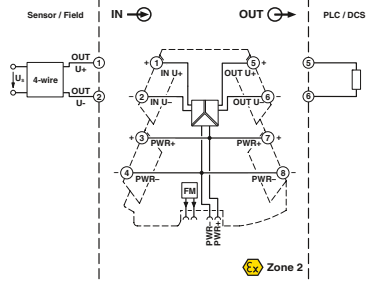 Sensor / Field IN OUT PLC / DCS
OUT 1 + 1 5 + 5
U+ IN U+ OUT U+
Us 4-wire
OUT 2 − 2 6 − 6
U- IN U− OUT U−
+ 3 7 +
PWR+ PWR+
− 4 8 −
PWR− PWR−
FM
PWR−
PWR+
Ex Zone 2